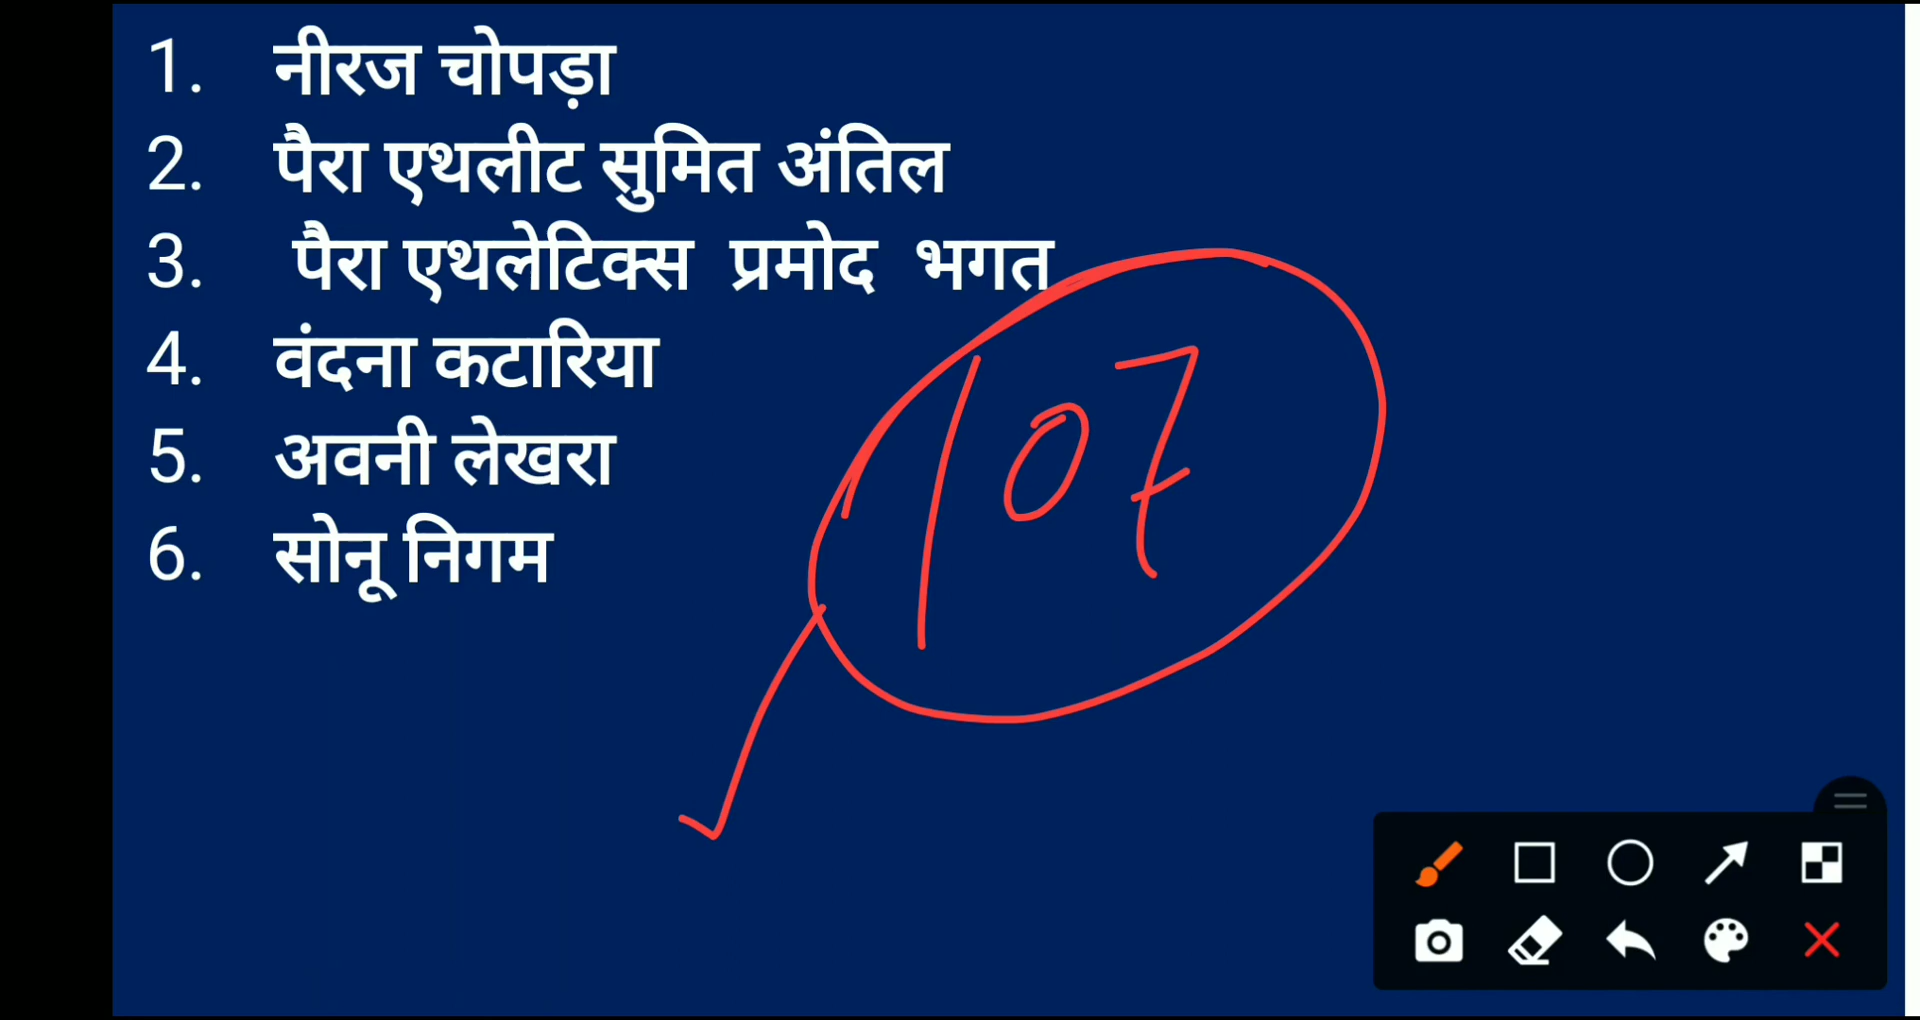 1. नीरज चोपड़ा
2. पैरा एथलीट सुमित अंतिल
3. पैरा एथलेटिक्स प्रमोद भगत
4. वंदना कटारिया
5. अवनी लेखरा
6. सोनू निगम
107